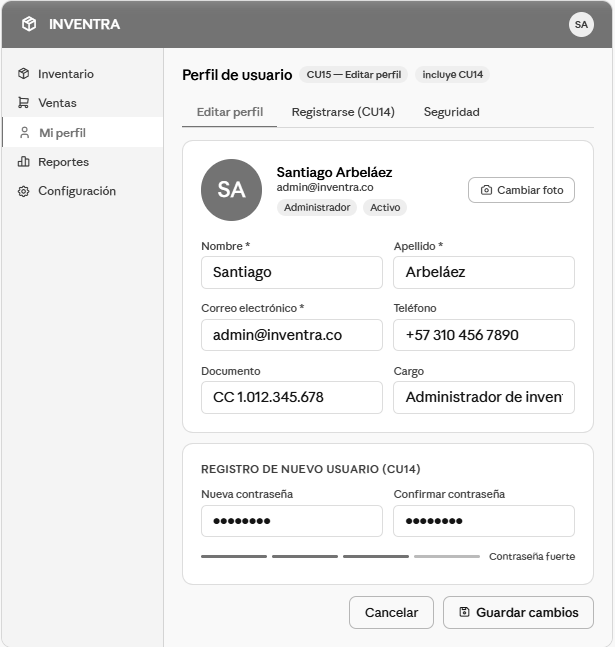 INVENTRA
SA
Inventario
Ventas
Mi perfil
Reportes
Configuración
Perfil de usuario
CU15 — Editar perfil
incluye CU14
Editar perfil
Registrarse (CU14)
Seguridad
SA
Santiago Arbeláez
admin@inventra.co
Administrador
Activo
Cambiar foto
Nombre *
Apellido *
Santiago
Arbeláez
Correo electrónico *
Teléfono
admin@inventra.co
+57 310 456 7890
Documento
Cargo
CC 1.012.345.678
Administrador de inven
REGISTRO DE NUEVO USUARIO (CU14)
Nueva contraseña
Confirmar contraseña
••••••••
••••••••
Contraseña fuerte
Cancelar
Guardar cambios